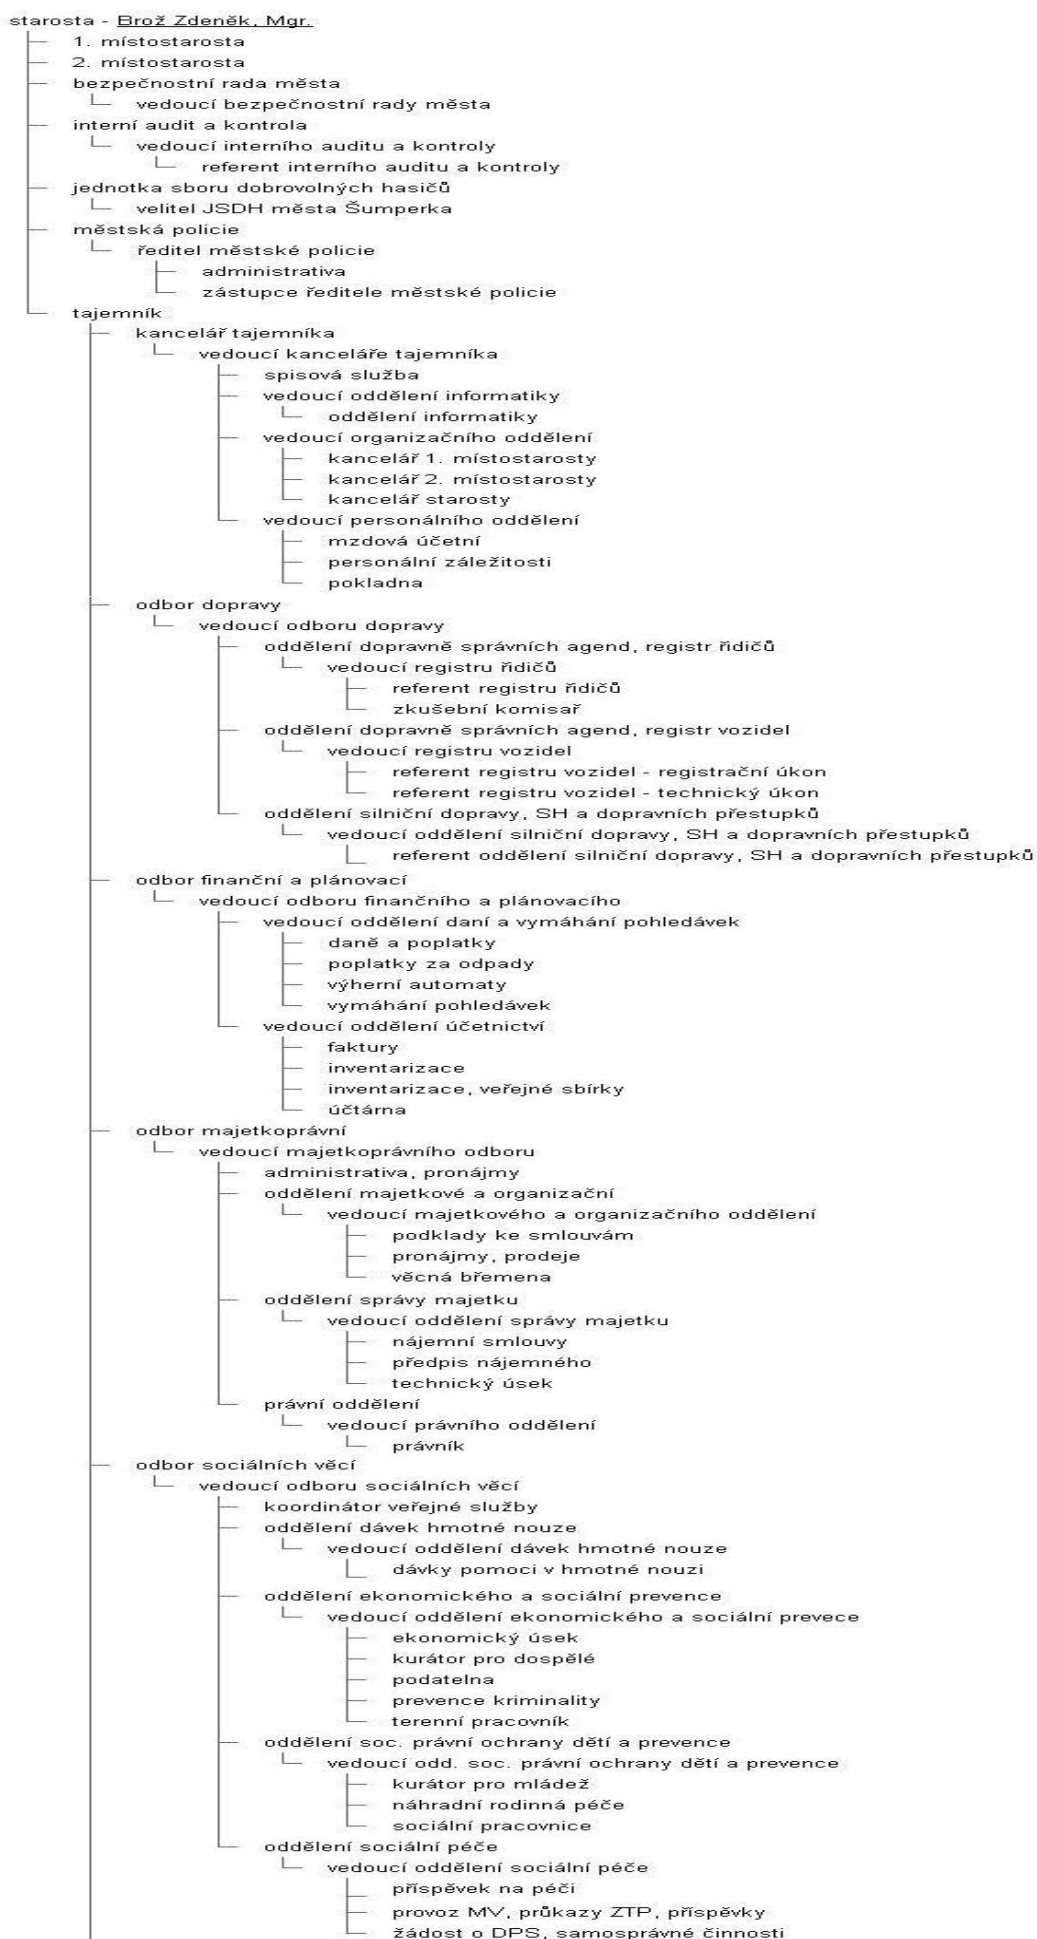 starosta - Brož Zdeněk, Mgr.
1. místostarosta
2. místostarosta
bezpečnostní rada města
vedoucí bezpečnostní rady města
interní audit a kontrola
vedoucí interního auditu a kontroly
referent interního auditu a kontroly
jednotka sboru dobrovolných hasičů
velitel JSDH města Šumperka
městská policie
ředitel městské policie
administrativa
zástupce ředitele městské policie
tajemník
kancelář tajemníka
vedoucí kanceláře tajemníka
spisová služba
vedoucí oddělení informatiky
oddělení informatiky
vedoucí organizačního oddělení
kancelář 1. místostarosty
kancelář 2. místostarosty
kancelář starosty
vedoucí personálního oddělení
mzdová účetní
personální záležitosti
pokladna
odbor dopravy
vedoucí odboru dopravy
oddělení dopravně správních agend, registr řidičů
vedoucí registru řidičů
referent registru řidičů
zkušební komisař
oddělení dopravně správních agend, registr vozidel
vedoucí registru vozidel
referent registru vozidel - registrační úkon
referent registru vozidel - technický úkon
oddělení silniční dopravy, SH a dopravních přestupků
vedoucí oddělení silniční dopravy, SH a dopravních přestupků
referent oddělení silniční dopravy, SH a dopravních přestupků
odbor finanční a plánovací
vedoucí odboru finančního a plánovacího
vedoucí oddělení daní a vymáhání pohledávek
daně a poplatky
poplatky za odpady
výherní automaty
vymáhání pohledávek
vedoucí oddělení účetnictví
faktury
inventarizace
inventarizace, veřejné sbírky
účtárna
odbor majetkoprávní
vedoucí majetkoprávního odboru
administrativa, pronájmy
oddělení majetkové a organizační
vedoucí majetkového a organizačního oddělení
podklady ke smlouvám
pronájmy, prodeje
věcná břemena
oddělení správy majetku
vedoucí oddělení správy majetku
nájemní smlouvy
předpis nájemného
technický úsek
právní oddělení
vedoucí právního oddělení
právník
odbor sociálních věcí
vedoucí odboru sociálních věcí
koordinátor veřejné služby
oddělení dávek hmotné nouze
vedoucí oddělení dávek hmotné nouze
dávky pomoci v hmotné nouzi
oddělení ekonomického a sociální prevence
vedoucí oddělení ekonomického a sociální prevece
ekonomický úsek
kurátor pro dospělé
podatelna
prevence kriminality
terenní pracovník
oddělení soc. právní ochrany dětí a prevence
vedoucí odd. soc. právní ochrany dětí a prevence
kurátor pro mládež
náhradní rodinná péče
sociální pracovnice
oddělení sociální péče
vedoucí oddělení sociální péče
příspěvek na péči
provoz MV, průkazy ZTP, příspěvky
žádost o DPS, samosprávné činnosti